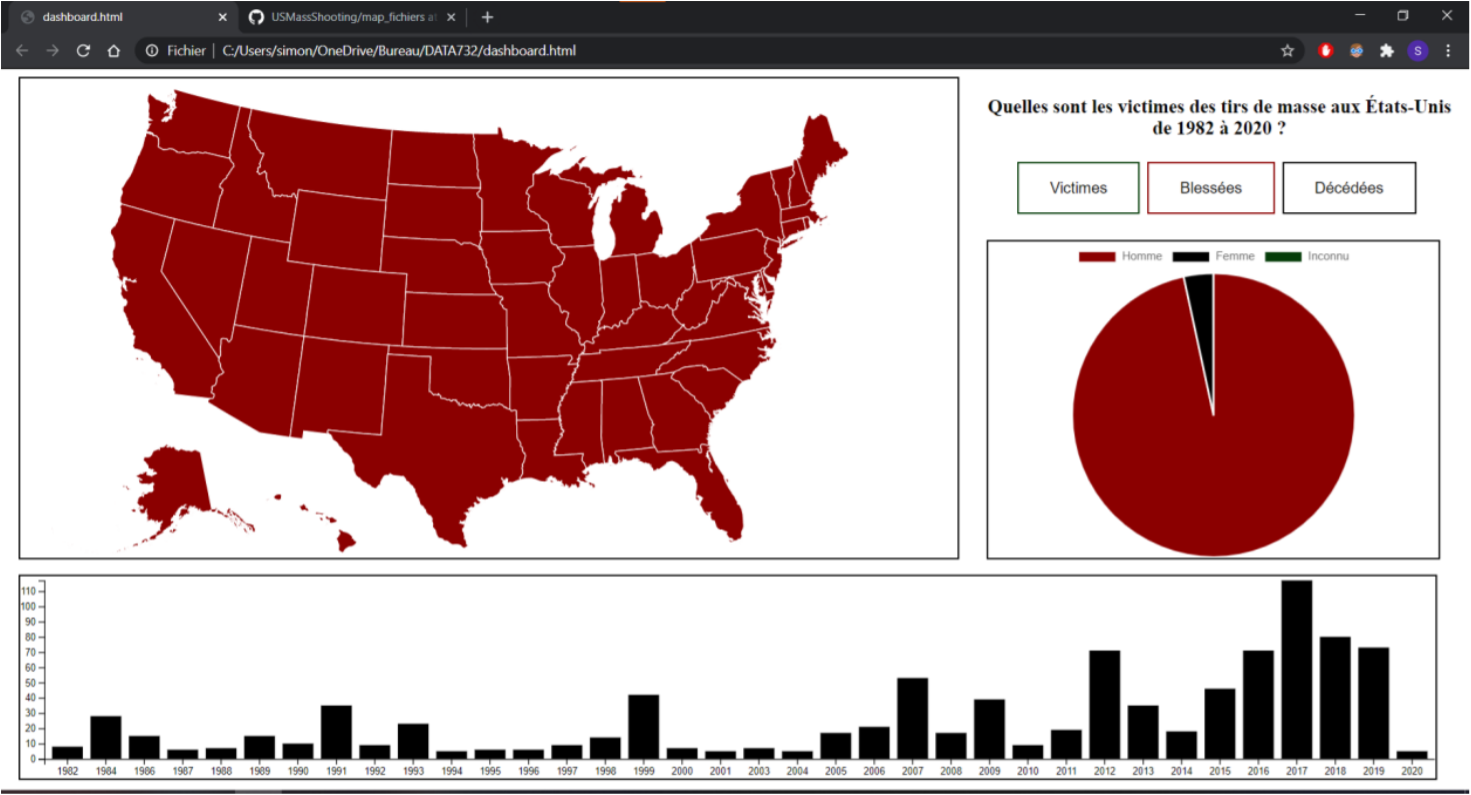 dashboard.html
USMassShooting/map_fichiers at
Fichier
C:/Users/simon/OneDrive/Bureau/DATA732/dashboard.html
S
Quelles sont les victimes des tirs de masse aux États-Unis
de 1982 à 2020 ?
Victimes Blessées Décédées
Homme Femme Inconnu
110
100
90
80
70
60
50
40
30
20
10
0
1982 1984 1986 1987 1988 1989 1990 1991 1992 1993 1994 1995 1996 1997 1998 1999 2000 2001 2003 2004 2005 2006 2007 2008 2009 2010 2011 2012 2013 2014 2015 2016 2017 2018 2019 2020